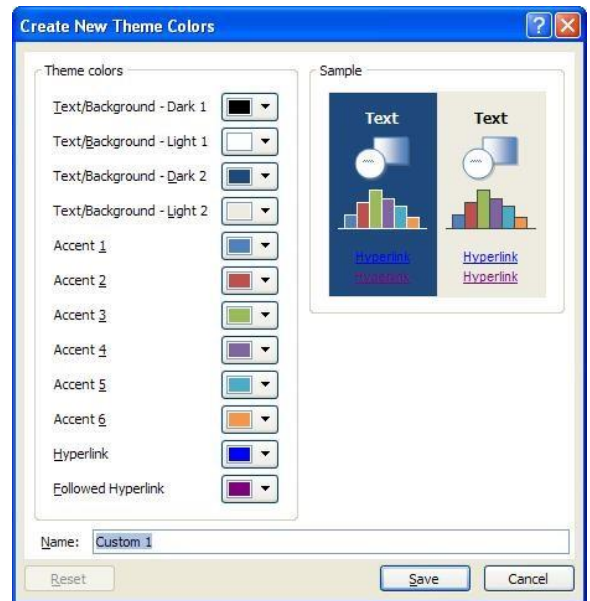 Create New Theme Colors
Theme colors
Text/Background - Dark 1
Text/Background - Light 1
Text/Background - Dark 2
Text/Background - Light 2
Accent 1
Accent 2
Accent 3
Accent 4
Accent 5
Accent 6
Hyperlink
Followed Hyperlink
Sample
Text Text
Hyperlink Hyperlink
Hyperlink Hyperlink
Name: Custom 1
Reset Save Cancel